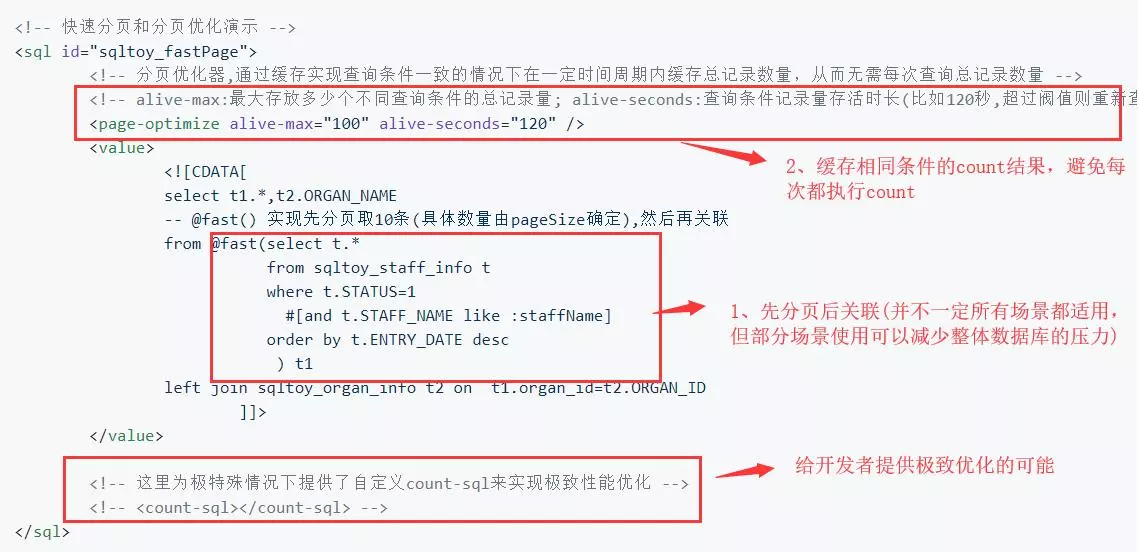 <!-- 快速分页和分页优化演示 -->
<sql id="sqltoy_fastPage">
<!-- 分页优化器,通过缓存实现查询条件一致的情况下在一定时间周期内缓存总记录数量，从而无需每次查询总记录数量 -->
<!-- alive-max:最大存放多少个不同查询条件的总记录量; alive-seconds:查询条件记录量存活时长(比如120秒,超过阀值则重新查
<page-optimize alive-max="100" alive-seconds="120" />
<value>
2、缓存相同条件的count结果，避免每
次都执行count
<![CDATA[
select t1.*,t2.ORGAN_NAME
-- @fast() 实现先分页取10条(具体数量由pageSize确定),然后再关联
from @fast(select t.*
from sqltoy_staff_info t
where t.STATUS=1
#[and t.STAFF_NAME like :staffName]
order by t.ENTRY_DATE desc
) t1
1、先分页后关联(并不一定所有场景都适用，
但部分场景使用可以减少整体数据库的压力)
left join sqltoy_organ_info t2 on  t1.organ_id=t2.ORGAN_ID
]]>
</value>
<!-- 这里为极特殊情况下提供了自定义count-sql来实现极致性能优化 -->
<!-- <count-sql></count-sql> -->
给开发者提供极致优化的可能
</sql>